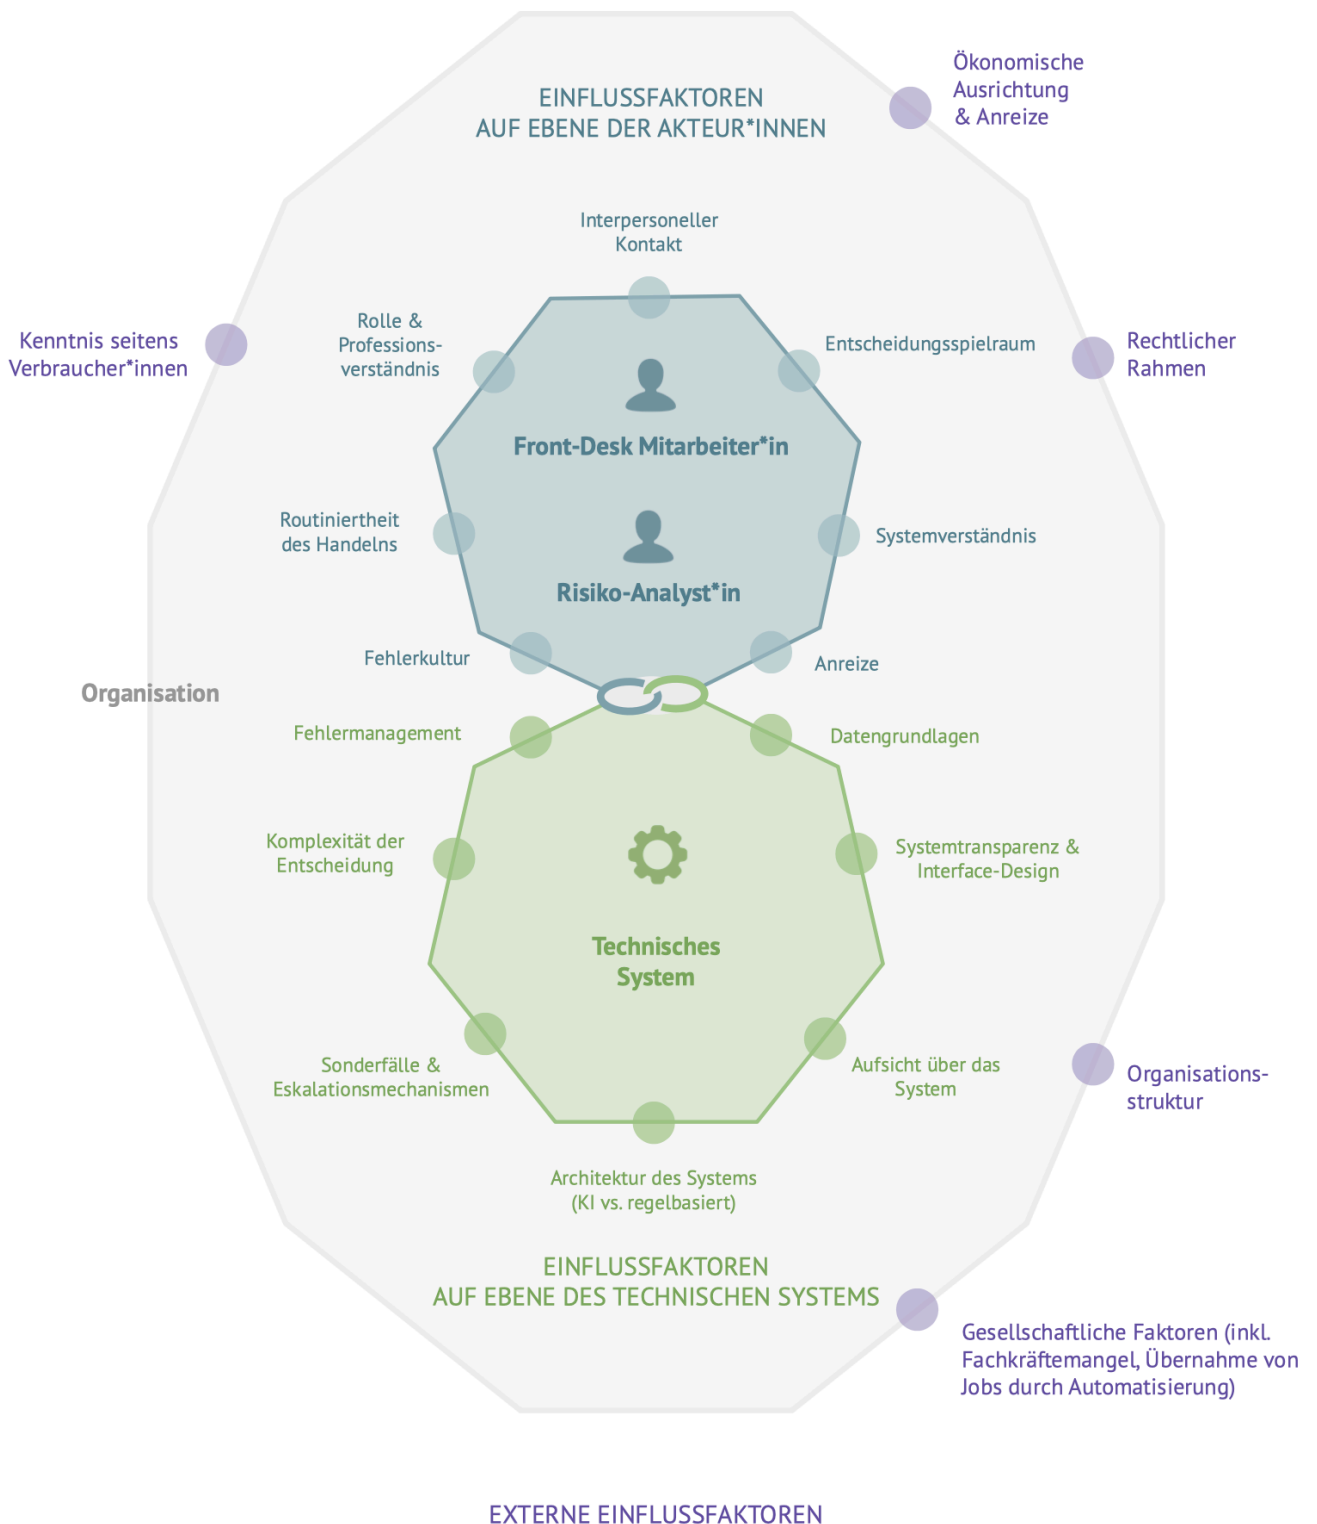 Ökonomische
Ausrichtung
& Anreize
EINFLUSSFAKTOREN
AUF EBENE DER AKTEUR*INNEN
Interpersoneller
Kontakt
Rolle &
Professions-
verständnis
Entscheidungsspielraum
Kenntnis seitens
Verbraucher*innen
Rechtlicher
Rahmen
Front-Desk Mitarbeiter*in
Routiniertheit
des Handelns
Systemverständnis
Risiko-Analyst*in
Fehlerkultur
Anreize
Organisation
Fehlermanagement
Datengrundlagen
Komplexität der
Entscheidung
Systemtransparenz &
Interface-Design
Technisches
System
Sonderfälle &
Eskalationsmechanismen
Aufsicht über das
System
Organisations-
struktur
Architektur des Systems
(KI vs. regelbasiert)
EINFLUSSFAKTOREN
AUF EBENE DES TECHNISCHEN SYSTEMS
Gesellschaftliche Faktoren (inkl.
Fachkräftemangel, Übernahme von
Jobs durch Automatisierung)
EXTERNE EINFLUSSFAKTOREN